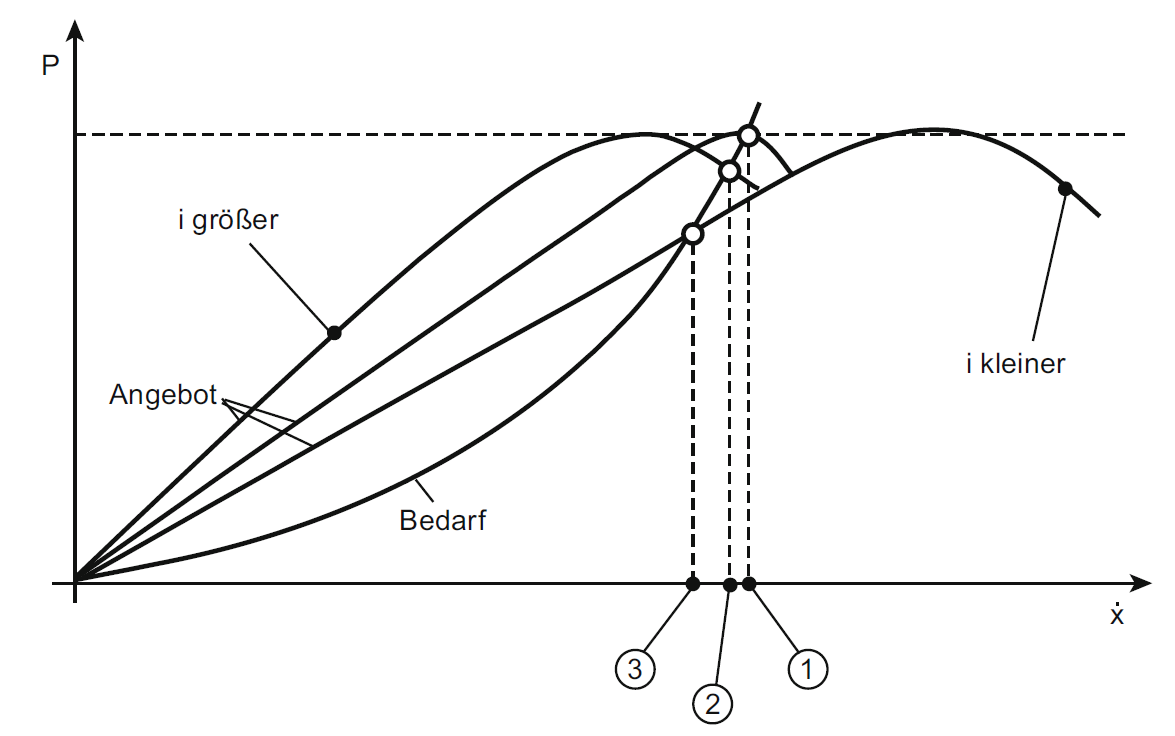 P
i größer
Angebot
i kleiner
Bedarf
ẋ
3
1
2